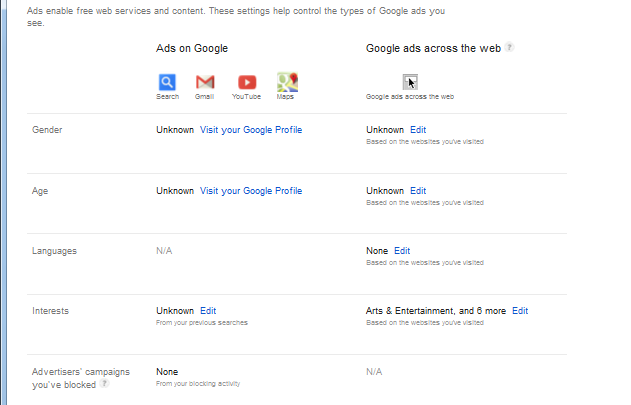 Ads enable free web services and content. These settings help control the types of Google ads you
see.
Ads on Google
Google ads across the web ?
Search Gmail YouTube Maps
Google ads across the web
Gender
Unknown Visit your Google Profile
Unknown Edit
Based on the websites you've visited
Age
Unknown Visit your Google Profile
Unknown Edit
Based on the websites you've visited
Languages
N/A
None Edit
Based on the websites you've visited
Interests
Unknown Edit
From your previous searches
Arts & Entertainment, and 6 more Edit
Based on the websites you've visited
Advertisers' campaigns
you've blocked ?
None
From your blocking activity
N/A